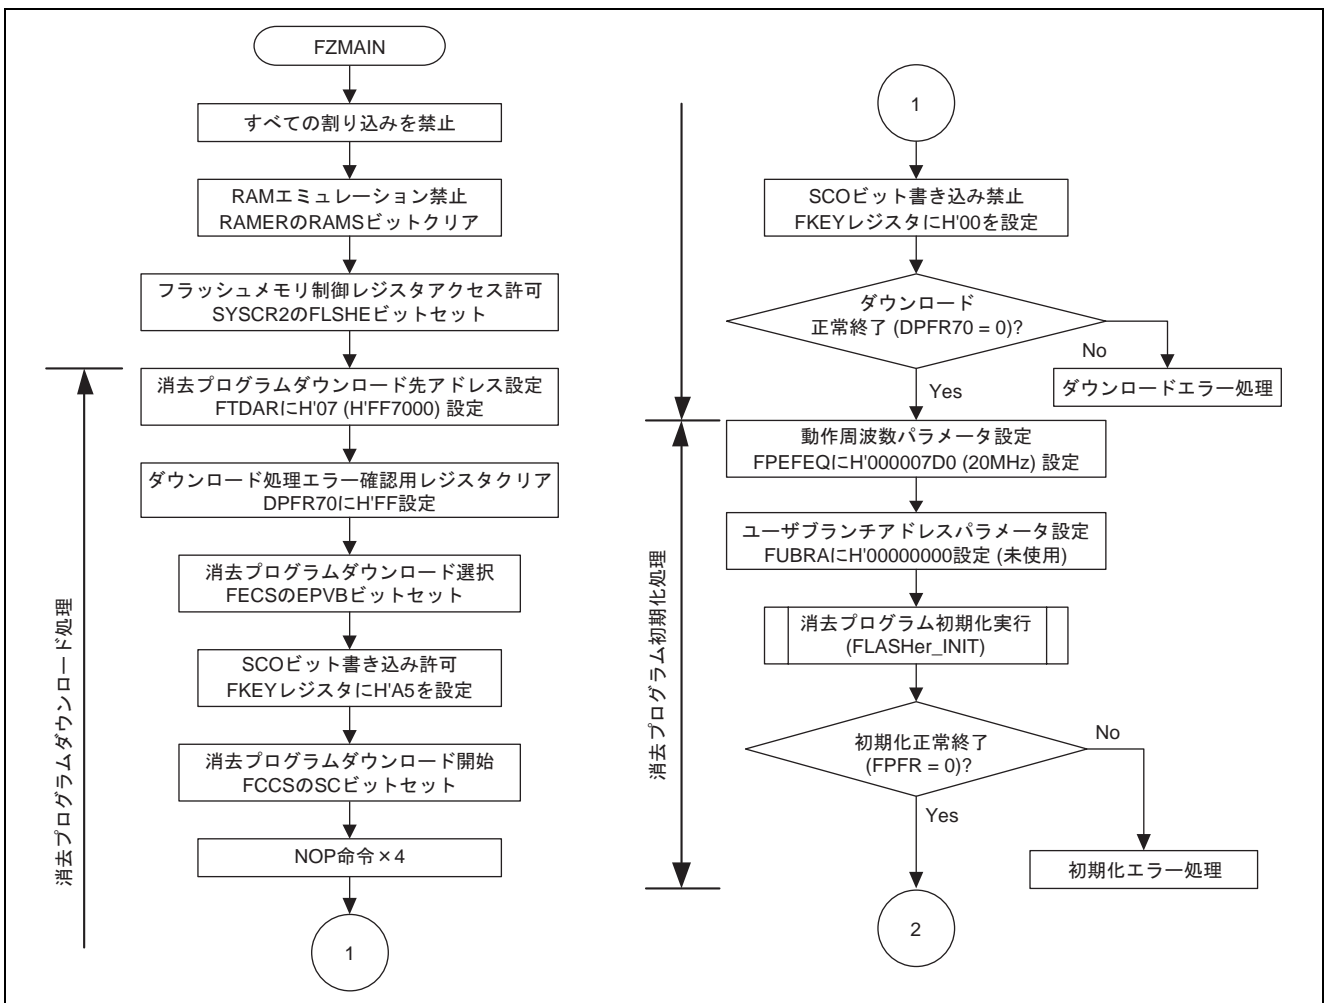 FZMAIN
すべての割り込みを禁止
RAMエミュレーション禁止
RAMERのRAMSビットクリア
フラッシュメモリ制御レジスタアクセス許可
SYSCR2のFLSHEビットセット
消去プログラムダウンロード先アドレス設定
FTDARにH'07 (H'FF7000) 設定
ダウンロード処理エラー確認用レジスタクリア
DPFR70にH'FF設定
消去プログラムダウンロード選択
FECSのEPVBビットセット
SCOビット書き込み許可
FKEYレジスタにH'A5を設定
消去プログラムダウンロード開始
FCCSのSCビットセット
NOP命令×4
1
消去プログラムダウンロード処理
1
SCOビット書き込み禁止
FKEYレジスタにH'00を設定
ダウンロード
正常終了 (DPFR70 = 0)?
No
ダウンロードエラー処理
Yes
動作周波数パラメータ設定
FPEFEQにH'000007D0 (20MHz) 設定
ユーザブランチアドレスパラメータ設定
FUBRAにH'00000000設定 (未使用)
消去プログラム初期化実行
(FLASHer_INIT)
初期化正常終了
(FPFR = 0)?
No
初期化エラー処理
Yes
2
消去プログラム初期化処理